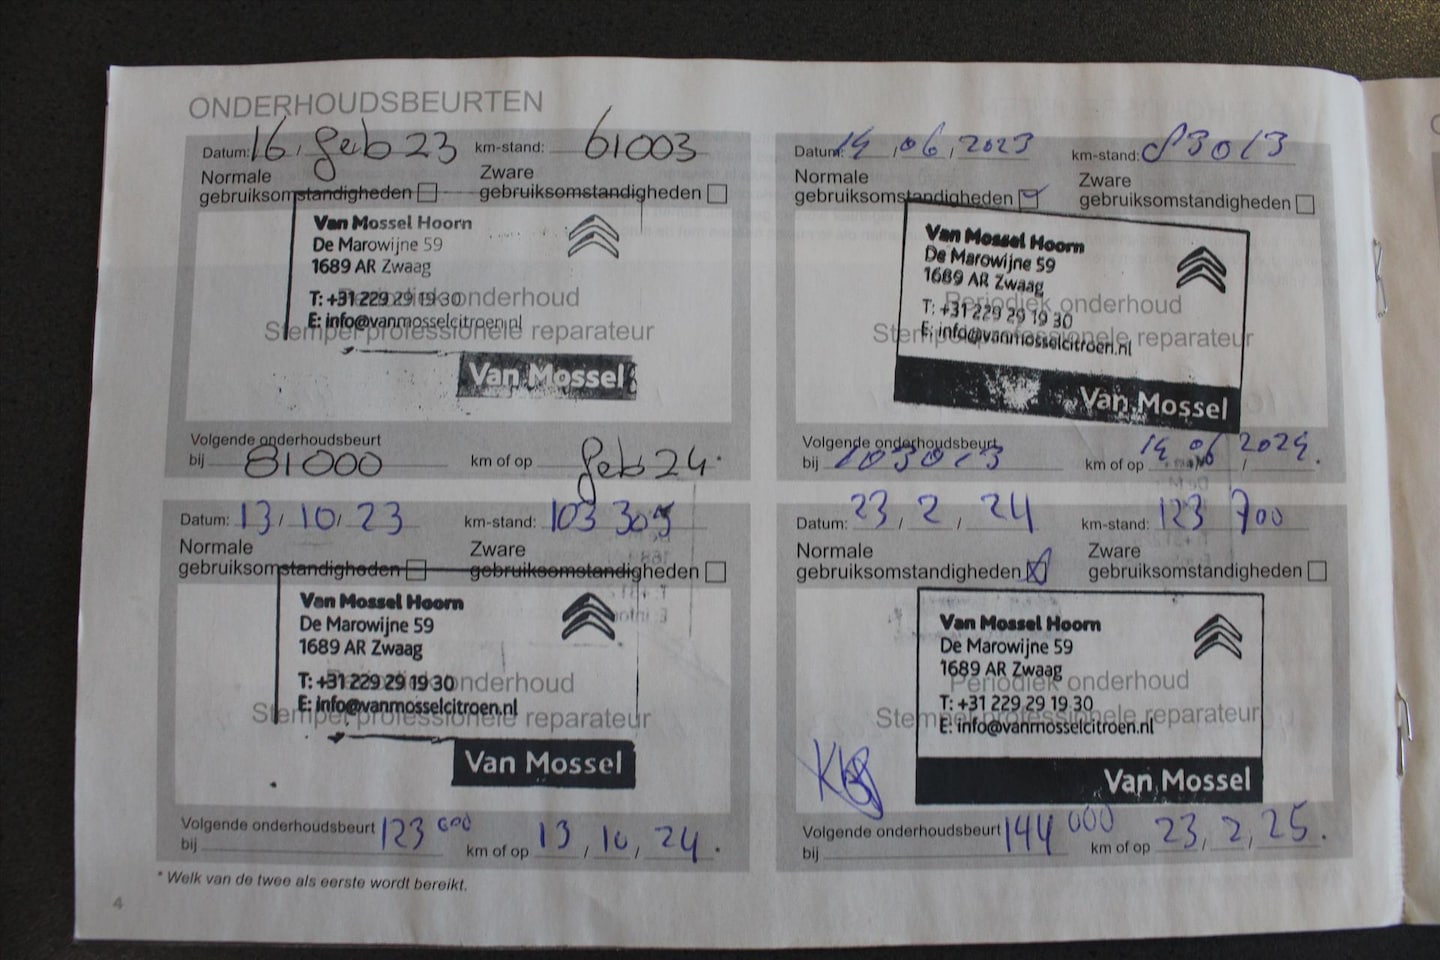 ONDERHOUDSBEURTEN
Datum: 16 / feb 23 km-stand: 61003
Normale gebruiksomstandigheden
Zware gebruiksomstandigheden
Van Mossel Hoorn
De Marowijne 59
1689 AR Zwaag
T: +31 229 29 19 30
E: info@vanmosselcitroen.nl
Periodiek onderhoud
Stempel professionele reparateur
Van Mossel
Volgende onderhoudsbeurt
bij 81000 km of op feb 24.
Datum: 14 / 06 / 2023 km-stand: 83013
Normale gebruiksomstandigheden
Zware gebruiksomstandigheden
Van Mossel Hoorn
De Marowijne 59
1689 AR Zwaag
T: +31 229 29 19 30
E: info@vanmosselcitroen.nl
Periodiek onderhoud
Stempel professionele reparateur
Van Mossel
Volgende onderhoudsbeurt
bij 103013 km of op 14 06 / 2024.
Datum: 13 / 10 / 23 km-stand: 103 305
Normale gebruiksomstandigheden
Zware gebruiksomstandigheden
Van Mossel Hoorn
De Marowijne 59
1689 AR Zwaag
T: +31 229 29 19 30
E: info@vanmosselcitroen.nl
Periodiek onderhoud
Stempel professionele reparateur
Van Mossel
Volgende onderhoudsbeurt
bij 123 000 km of op 13 / 10 / 24.
Datum: 23 / 2 / 24 km-stand: 123 700
Normale gebruiksomstandigheden
Zware gebruiksomstandigheden
Van Mossel Hoorn
De Marowijne 59
1689 AR Zwaag
T: +31 229 29 19 30
E: info@vanmosselcitroen.nl
Periodiek onderhoud
Stempel professionele reparateur
Van Mossel
Volgende onderhoudsbeurt
bij 144 000 km of op 23 / 2 / 25.
* Welk van de twee als eerste wordt bereikt.
4